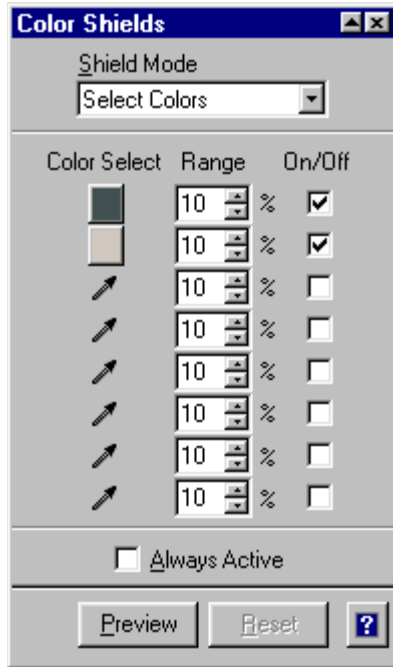 Color Shields
Shield Mode
Select Colors
Color Select Range On/Off
10 %
10 %
10 %
10 %
10 %
10 %
10 %
10 %
Always Active
Preview Reset ?